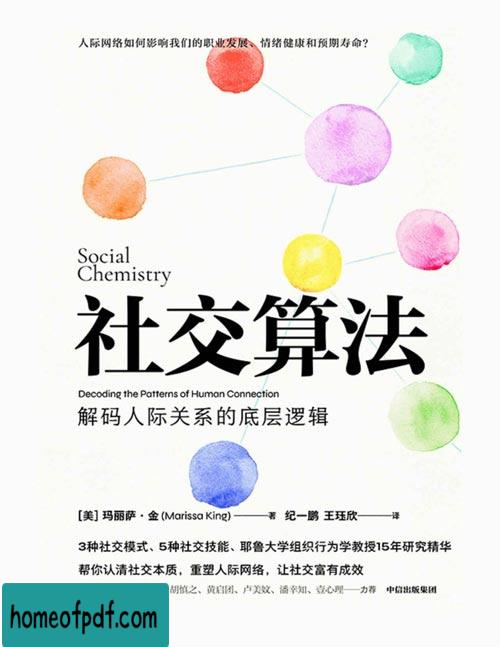 人际网络如何影响我们的职业发展、情绪健康和预期寿命？
Social
Chemistry
社交算法
Decoding the Patterns of Human Connection
解码人际关系的底层逻辑
[美] 玛丽萨·金 (Marissa King)——著 纪一鹏 王珏欣——译
3种社交模式、5种社交技能、耶鲁大学组织行为学教授15年研究精华
帮你认清社交本质，重塑人际网络，让社交富有成效
胡慎之、黄启团、卢美妏、潘幸知、壹心理——力荐 中信出版集团
homeofpdf.com